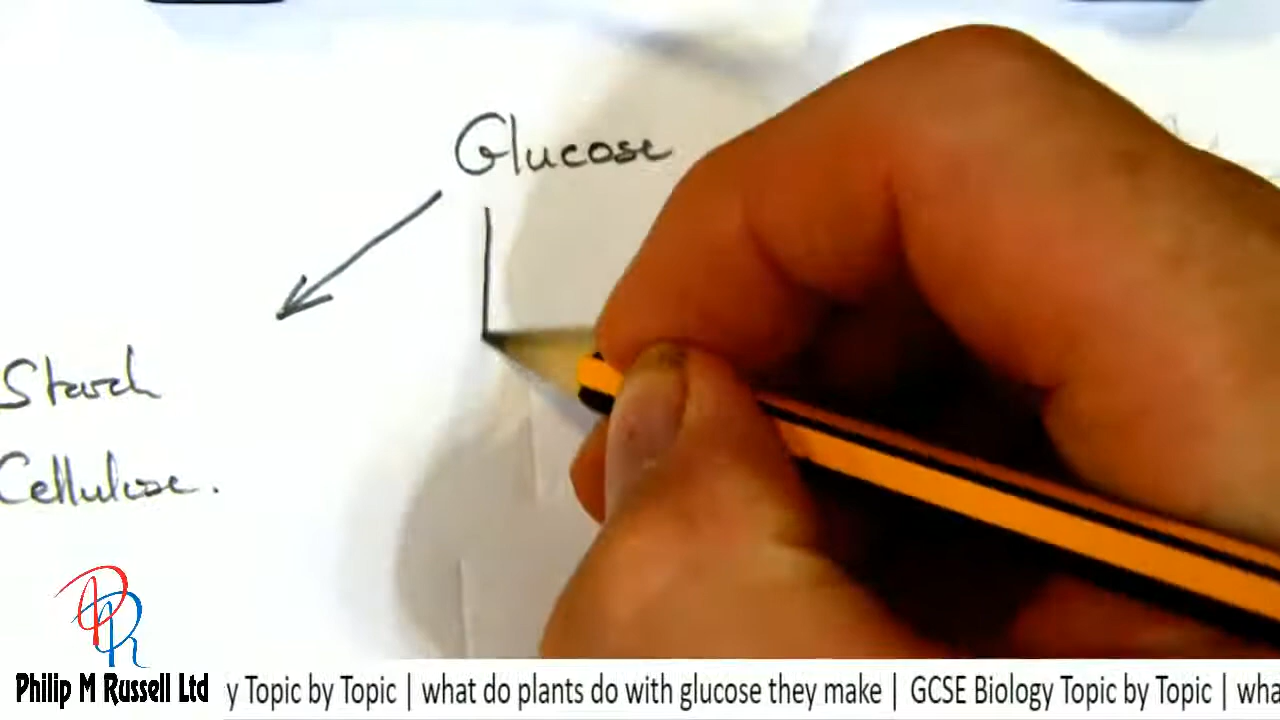 Glucose
Starch
Cellulose.
PMR
Philip M Russell Ltd
y Topic by Topic | what do plants do with glucose they make | GCSE Biology Topic by Topic | wha